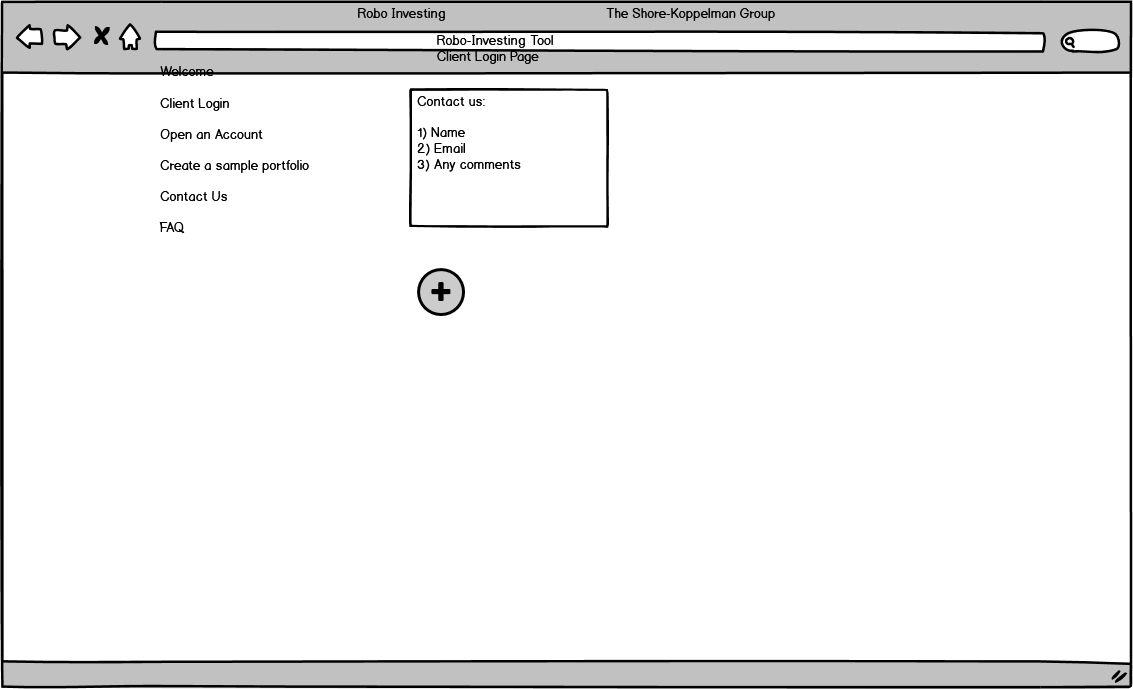 Robo Investing
The Shore-Koppelman Group
Robo-Investing Tool
Client Login Page
Welcome
Client Login
Open an Account
Create a sample portfolio
Contact Us
FAQ
Contact us:
1) Name
2) Email
3) Any comments